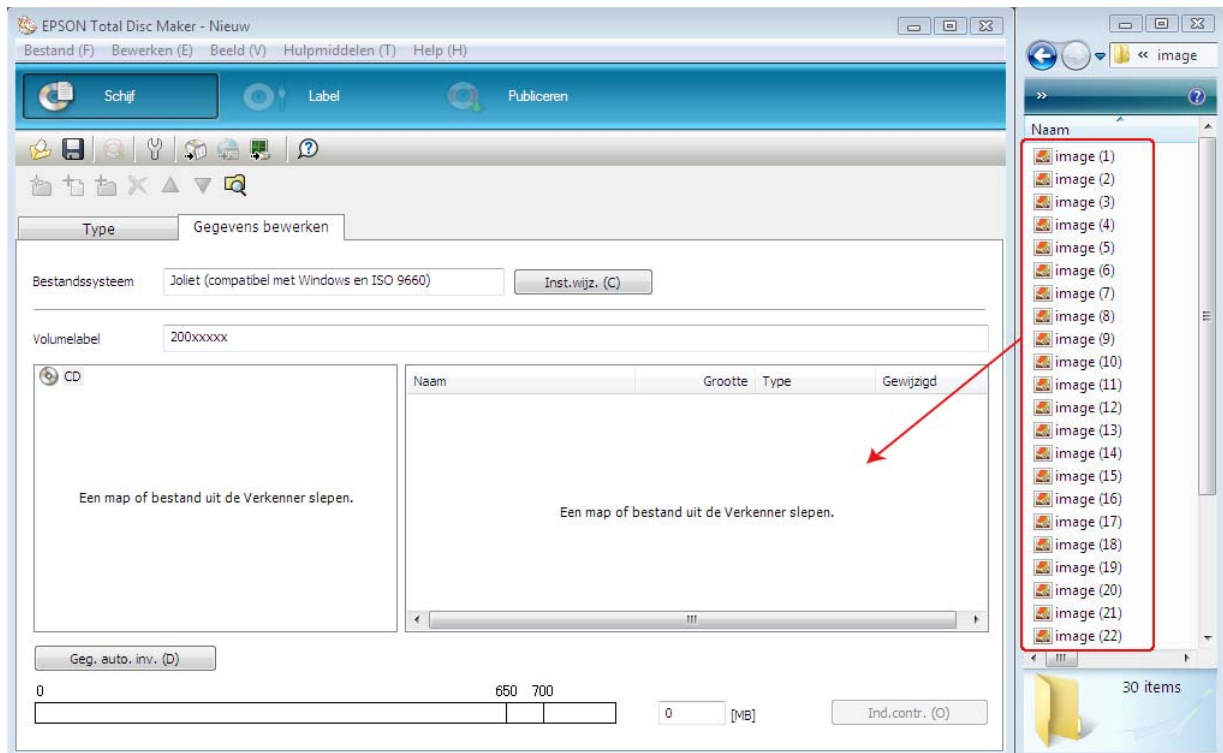 EPSON Total Disc Maker - Nieuw
Bestand (F) Bewerken (E) Beeld (V) Hulpmiddelen (T) Help (H)
Schijf Label Publiceren
Type Gegevens bewerken
Bestandssysteem Joliet (compatibel met Windows en ISO 9660) Inst.wijz. (C)
Volumelabel 200xxxxx
CD
Een map of bestand uit de Verkenner slepen.
Naam Grootte Type Gewijzigd
Een map of bestand uit de Verkenner slepen.
Geg. auto. inv. (D)
0 650 700
0 [MB] Ind.contr. (O)
« image
»
Naam
image (1)
image (2)
image (3)
image (4)
image (5)
image (6)
image (7)
image (8)
image (9)
image (10)
image (11)
image (12)
image (13)
image (14)
image (15)
image (16)
image (17)
image (18)
image (19)
image (20)
image (21)
image (22)
30 items